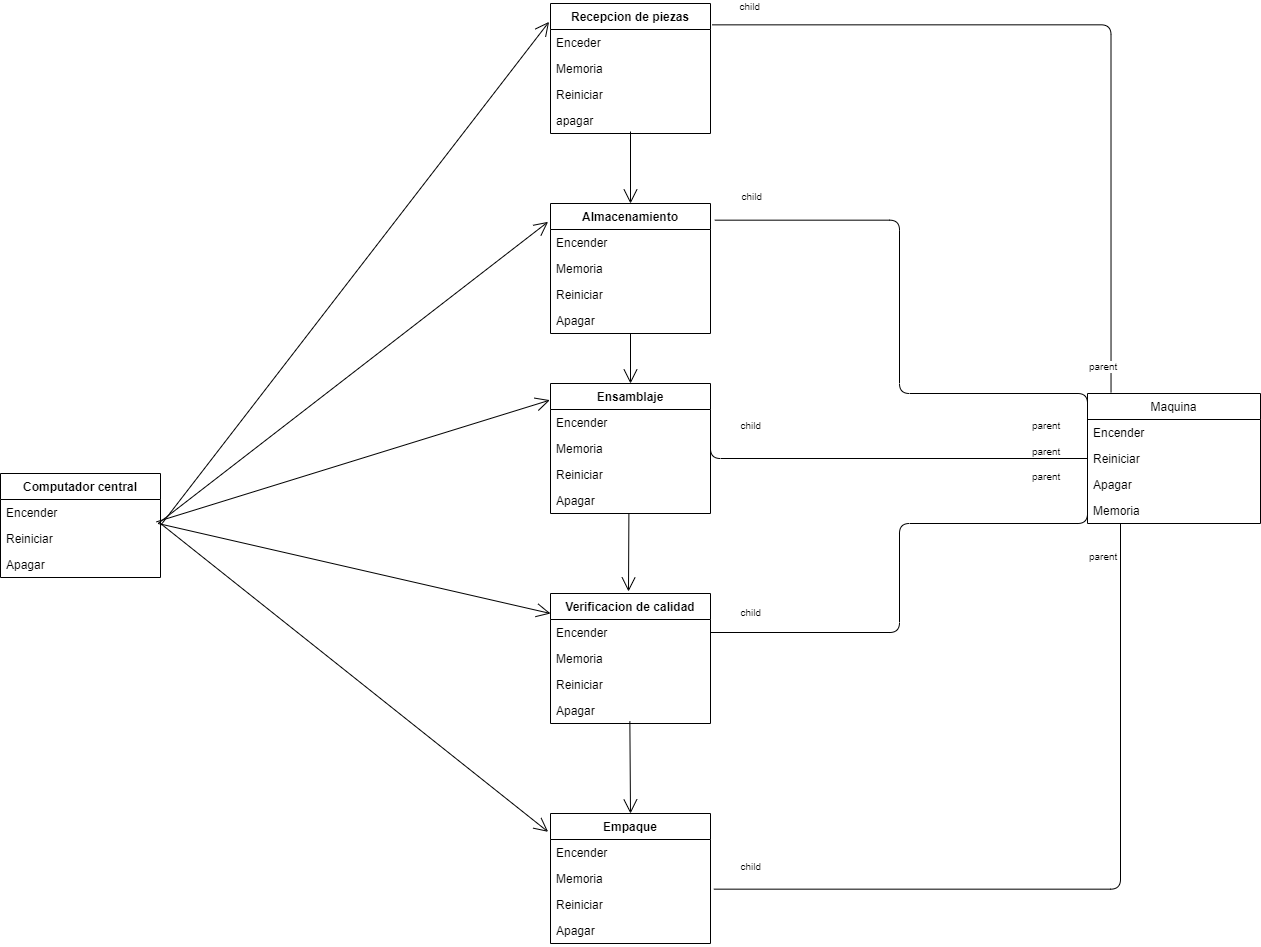 Recepcion de piezas
Enceder
Memoria
Reiniciar
apagar
child
Almacenamiento
Encender
Memoria
Reiniciar
Apagar
child
Ensamblaje
Encender
Memoria
Reiniciar
Apagar
child
parent
parent
parent
parent
Maquina
Encender
Reiniciar
Apagar
Memoria
parent
Computador central
Encender
Reiniciar
Apagar
Verificacion de calidad
Encender
Memoria
Reiniciar
Apagar
child
Empaque
Encender
Memoria
Reiniciar
Apagar
child